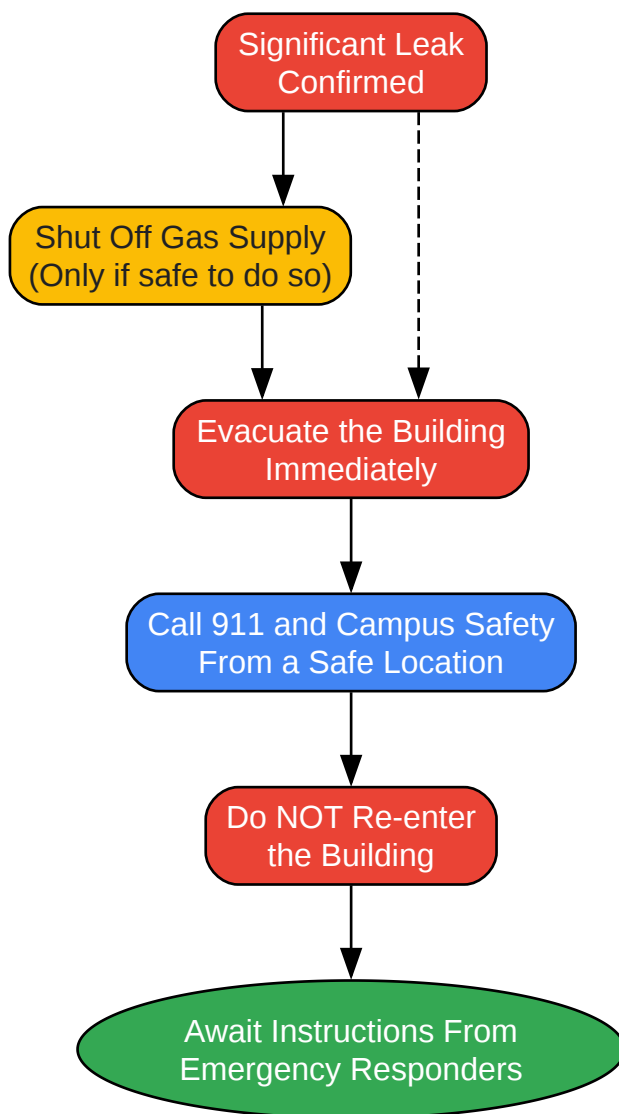 Significant Leak
Confirmed
Shut Off Gas Supply
(Only if safe to do so)
Evacuate the Building
Immediately
Call 911 and Campus Safety
From a Safe Location
Do NOT Re-enter
the Building
Await Instructions From
Emergency Responders